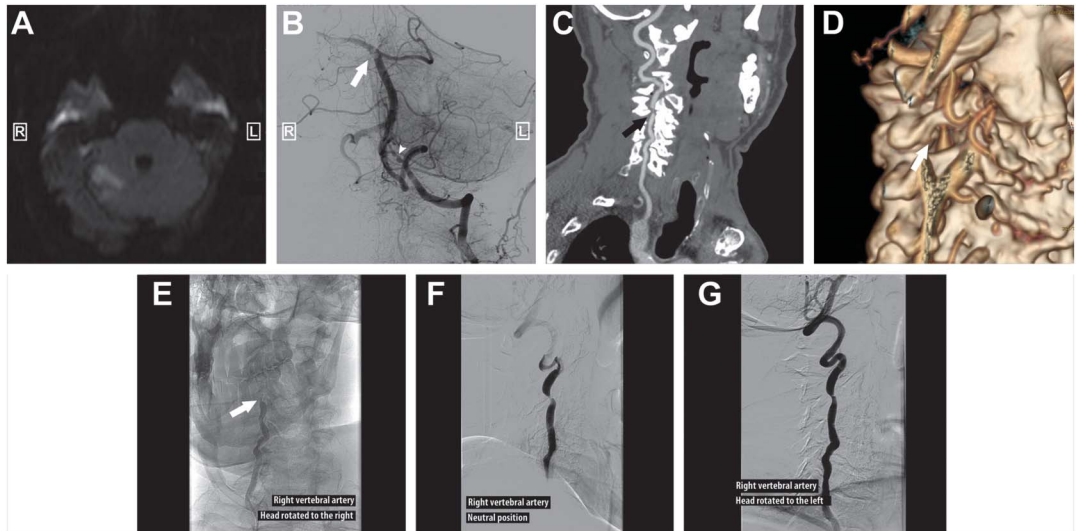 A
B
C
D
R
L
R
L
E
F
G
Right vertebral artery
Head rotated to the right
Right vertebral artery
Neutral position
Right vertebral artery
Head rotated to the left